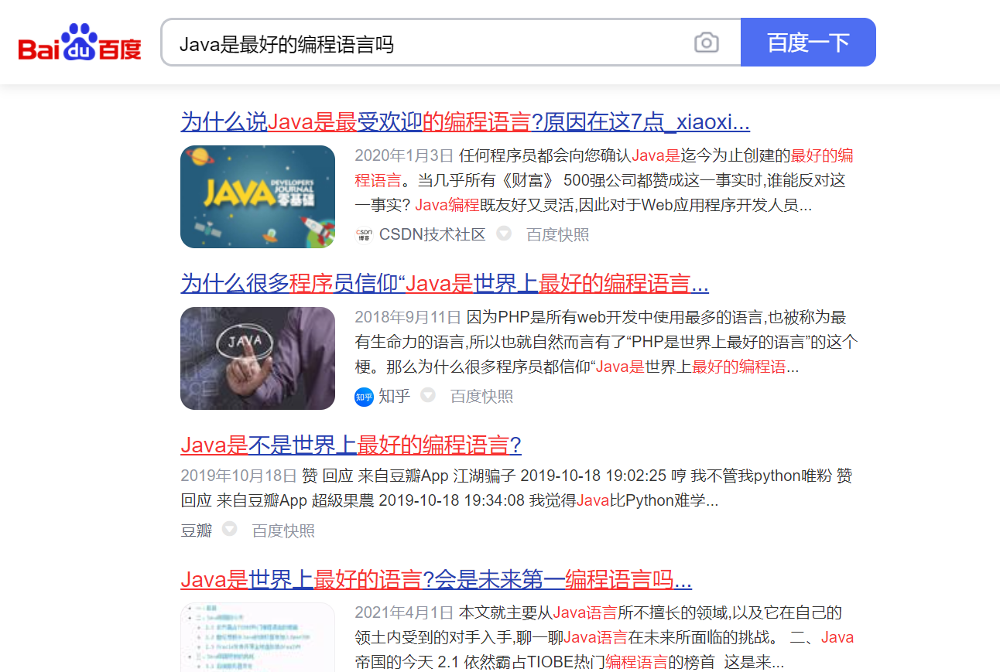 Bai du 百度
Java是最好的编程语言吗
百度一下
为什么说Java是最受欢迎的编程语言?原因在这7点_xiaoxi...
JAVA DEVELOPER'S JOURNAL 零基础
2020年1月3日 任何程序员都会向您确认Java是迄今为止创建的最好的编
程语言。当几乎所有《财富》 500强公司都赞成这一事实时,谁能反对这
一事实? Java编程既友好又灵活,因此对于Web应用程序开发人员...
CSDN 博客 CSDN技术社区 百度快照
为什么很多程序员信仰“Java是世界上最好的编程语言...
JAVA
2018年9月11日 因为PHP是所有web开发中使用最多的语言,也被称为最
有生命力的语言,所以也就自然而言有了“PHP是世界上最好的语言”的这个
梗。那么为什么很多程序员都信仰“Java是世界上最好的编程语...
知乎 知乎 百度快照
Java是不是世界上最好的编程语言?
2019年10月18日 赞 回应 来自豆瓣App 江湖骗子 2019-10-18 19:02:25 哼 我不管我python唯粉 赞
回应 来自豆瓣App 超級果農 2019-10-18 19:34:08 我觉得Java比Python难学...
豆瓣 百度快照
Java是世界上最好的语言?会是未来第一编程语言吗...
2021年4月1日 本文就主要从Java语言所不擅长的领域,以及它在自己的
领土内受到的对手入手,聊一聊Java语言在未来所面临的挑战。 二、Java
帝国的今天 2.1 依然霸占TIOBE热门编程语言的榜首 这是来...